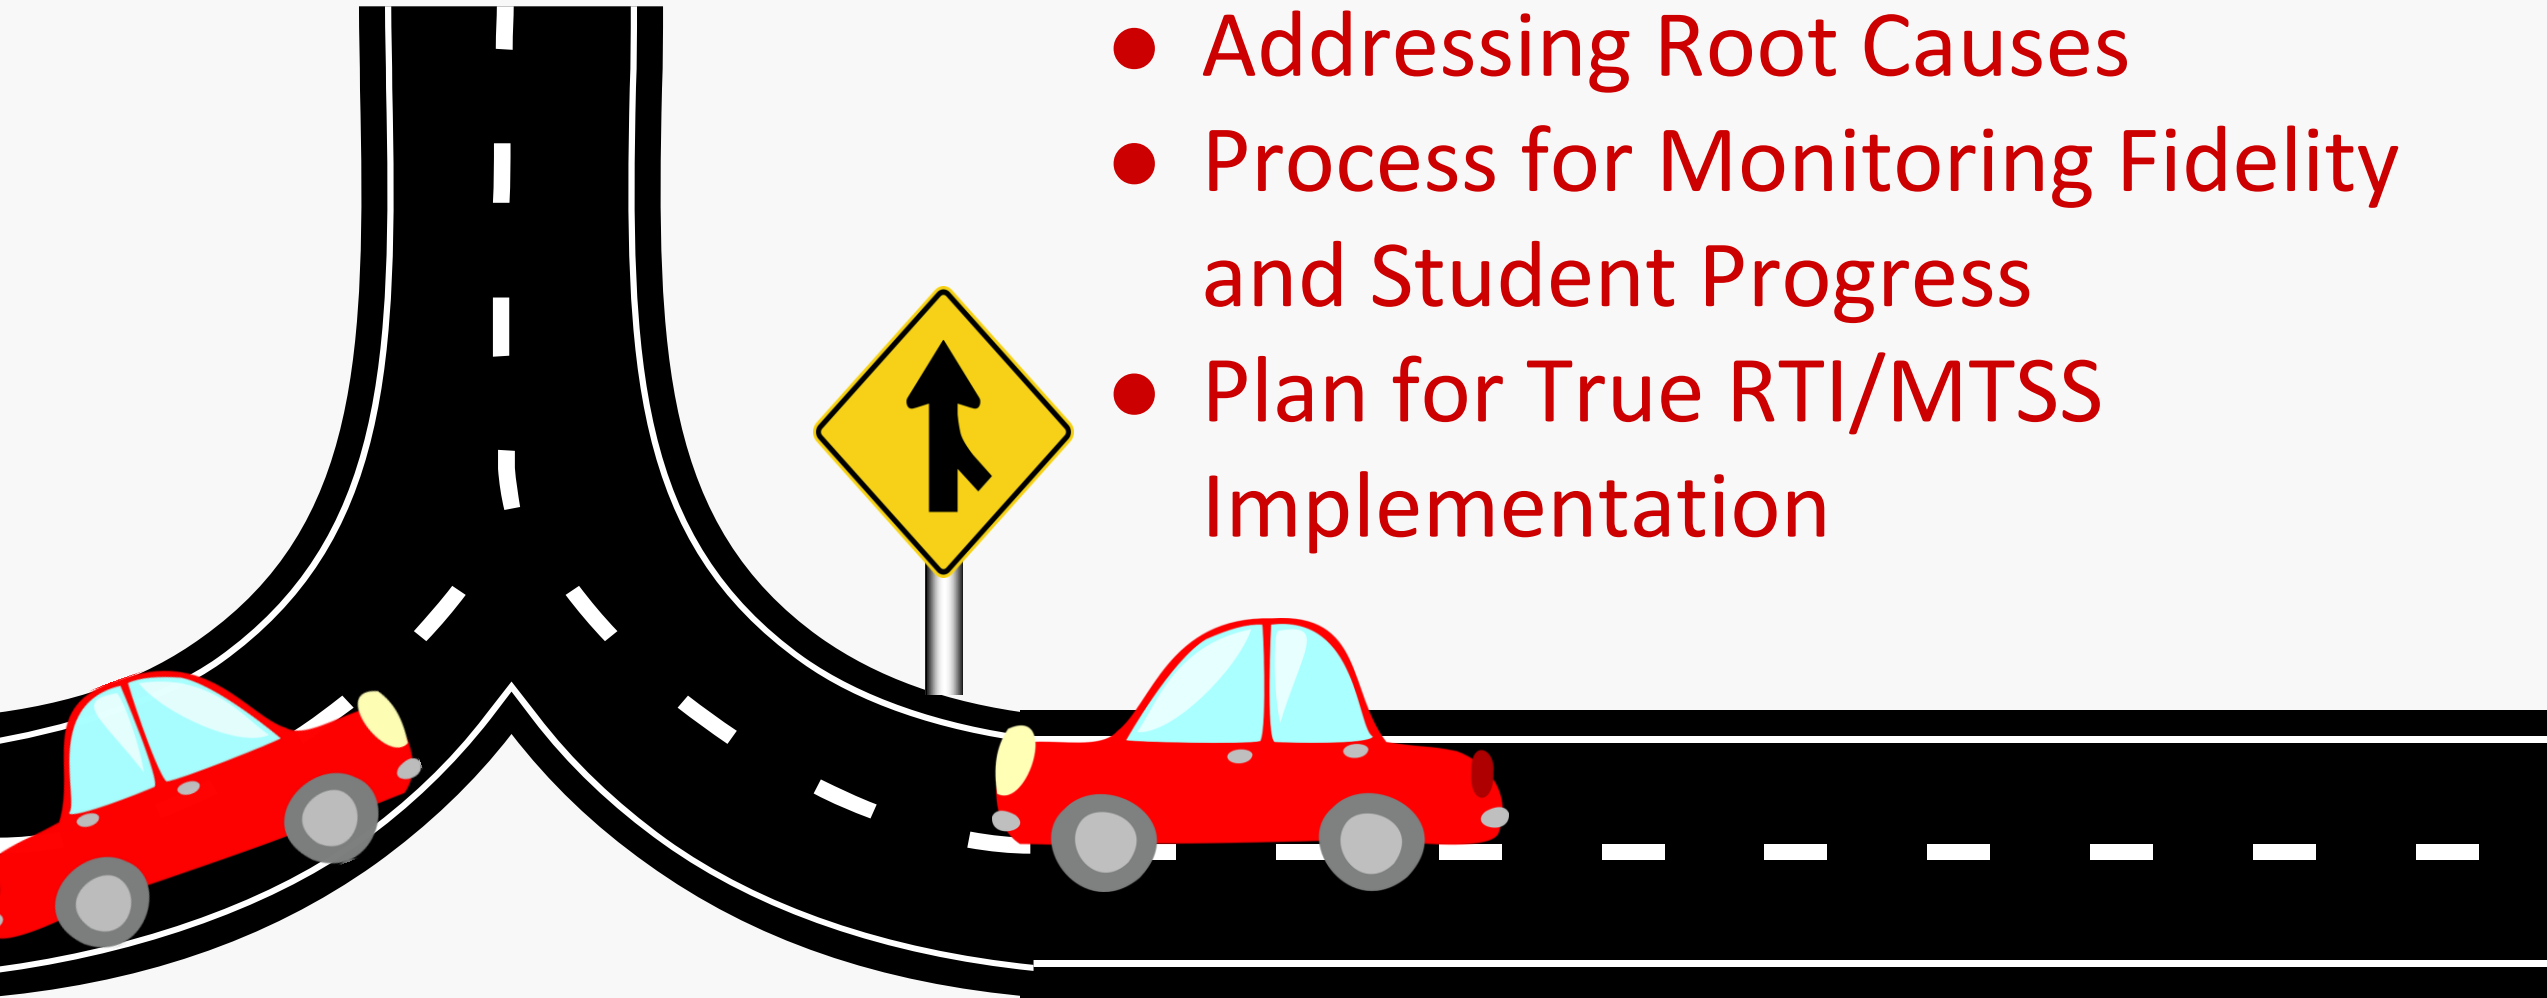 ● Addressing Root Causes
● Process for Monitoring Fidelity
and Student Progress
● Plan for True RTI/MTSS
Implementation